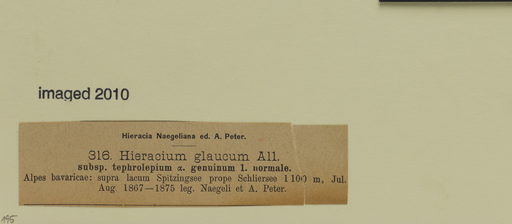 imaged 2010
Hieracia Naegeliana ed. A. Peter.
316. Hieracium glaucum All.
subsp. tephrolepium α. genuinum 1. normale.
Alpes bavaricae: supra lacum Spitzingsee prope Schliersee 1100 m, Jul.
Aug 1867—1875 leg. Naegeli et A. Peter.
195